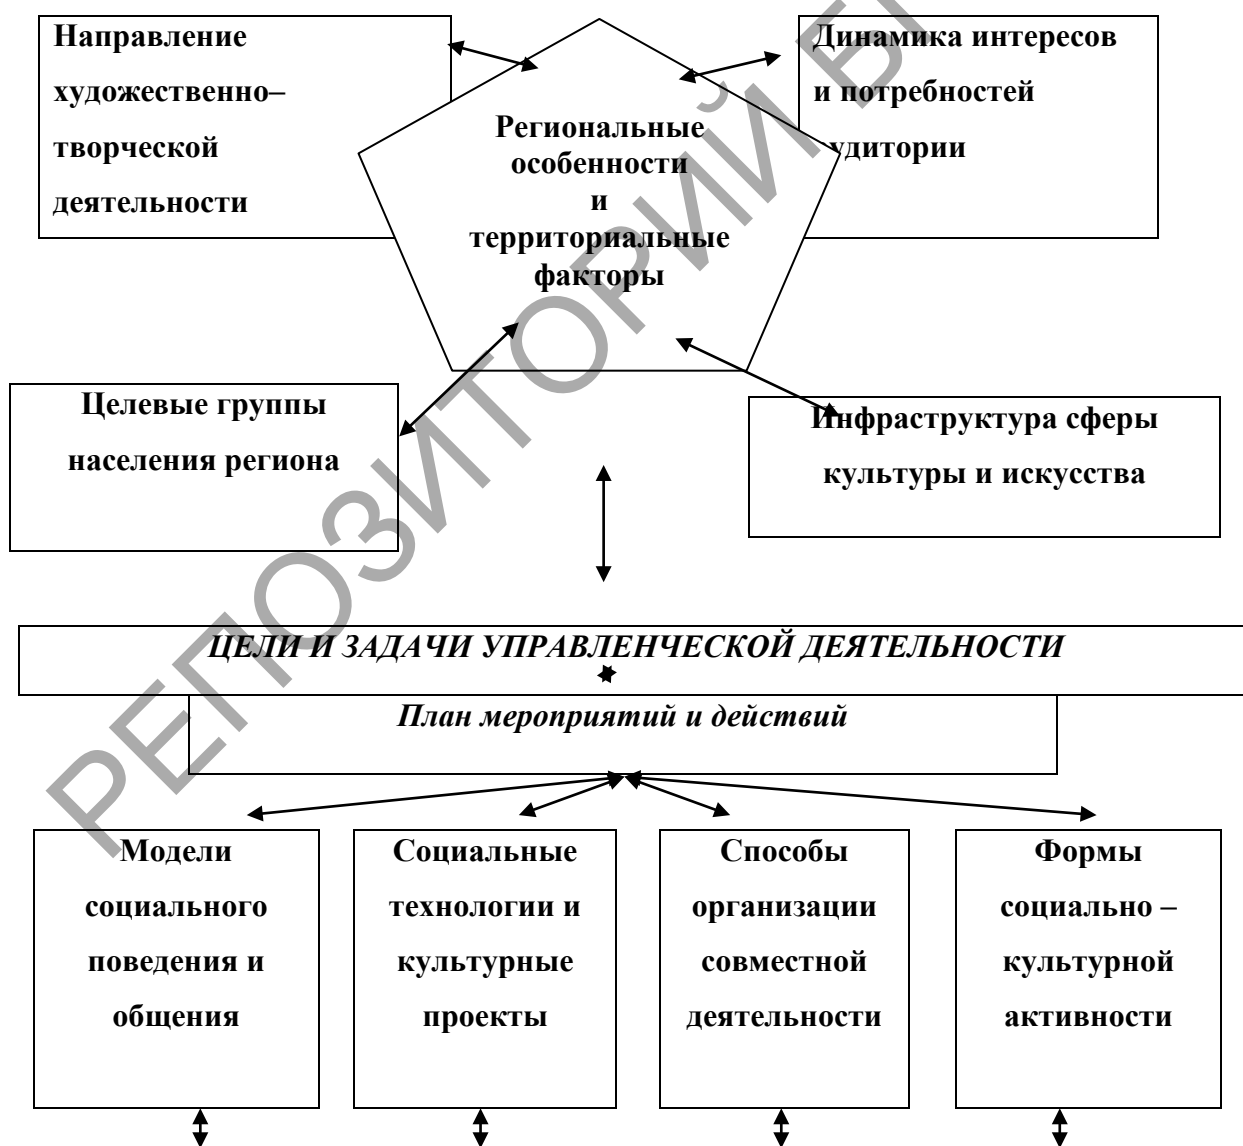 Направление
художественно–
творческой
деятельности
Региональные
особенности
и
территориальные
факторы
Динамика интересов
и потребностей
удитории
Целевые группы
населения региона
Инфраструктура сферы
культуры и искусства
ЦЕЛИ И ЗАДАЧИ УПРАВЛЕНЧЕСКОЙ ДЕЯТЕЛЬНОСТИ
План мероприятий и действий
Модели
социального
поведения и
общения
Социальные
технологии и
культурные
проекты
Способы
организации
совместной
деятельности
Формы
социально –
культурной
активности
РЕПОЗИТОРИЙ